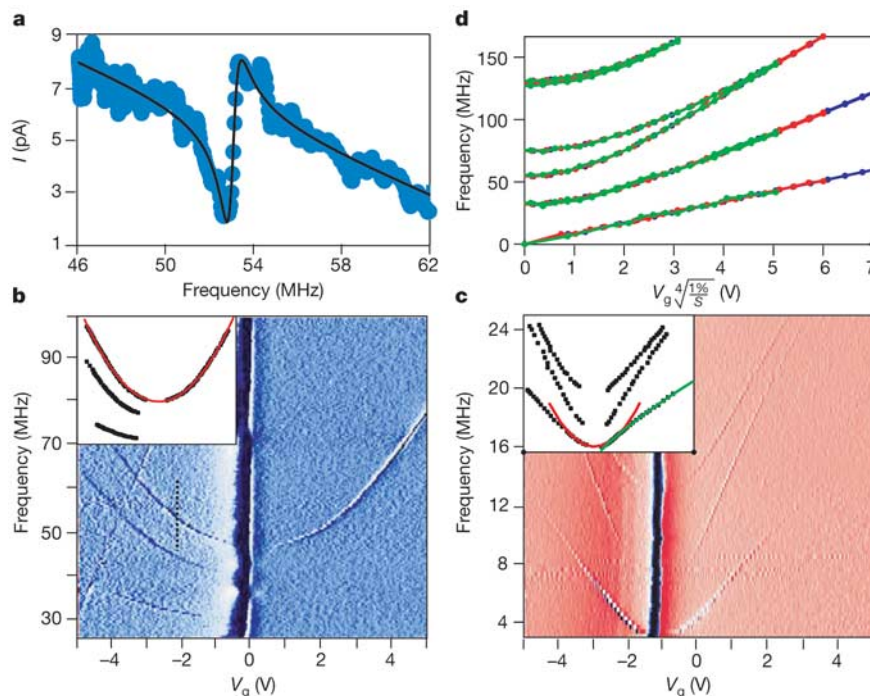 a
9
7
5
3
1
I (pA)
46 50 54 58 62
Frequency (MHz)
d
150
100
50
0
Frequency (MHz)
0 1 2 3 4 5 6 7
V_g ∜(1%/S) (V)
b
90
70
50
30
Frequency (MHz)
−4 −2 0 4
V_g (V)
c
24
20
16
12
8
4
Frequency (MHz)
−4 −2 0 2 4
V_g (V)